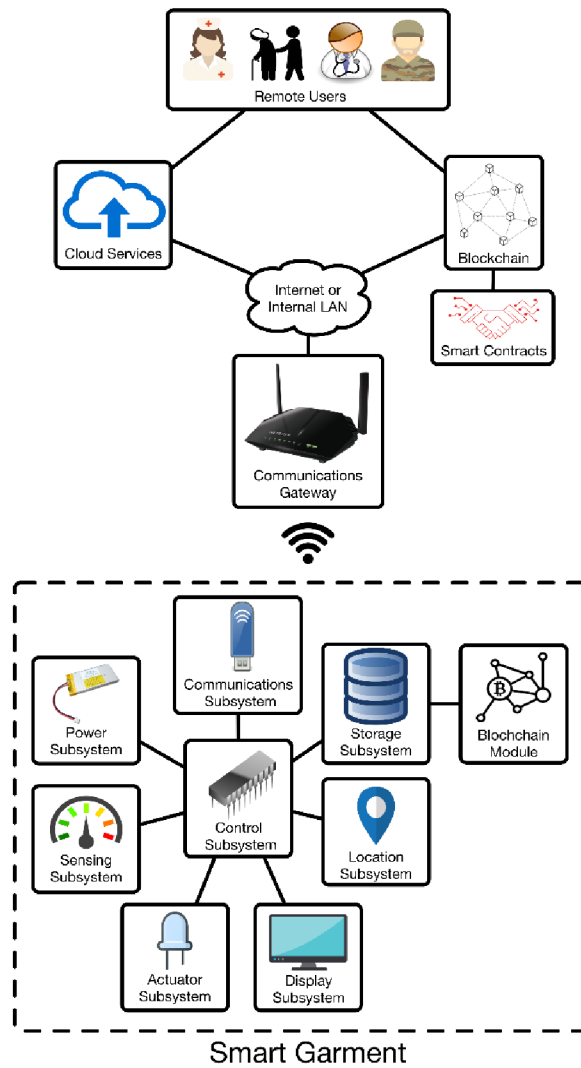 Remote Users
Cloud Services
Blockchain
Internet or
Internal LAN
Smart Contracts
Communications
Gateway
Communications
Subsystem
Power
Subsystem
Storage
Subsystem
Blochchain
Module
Control
Subsystem
Sensing
Subsystem
Location
Subsystem
Actuator
Subsystem
Display
Subsystem
Smart Garment